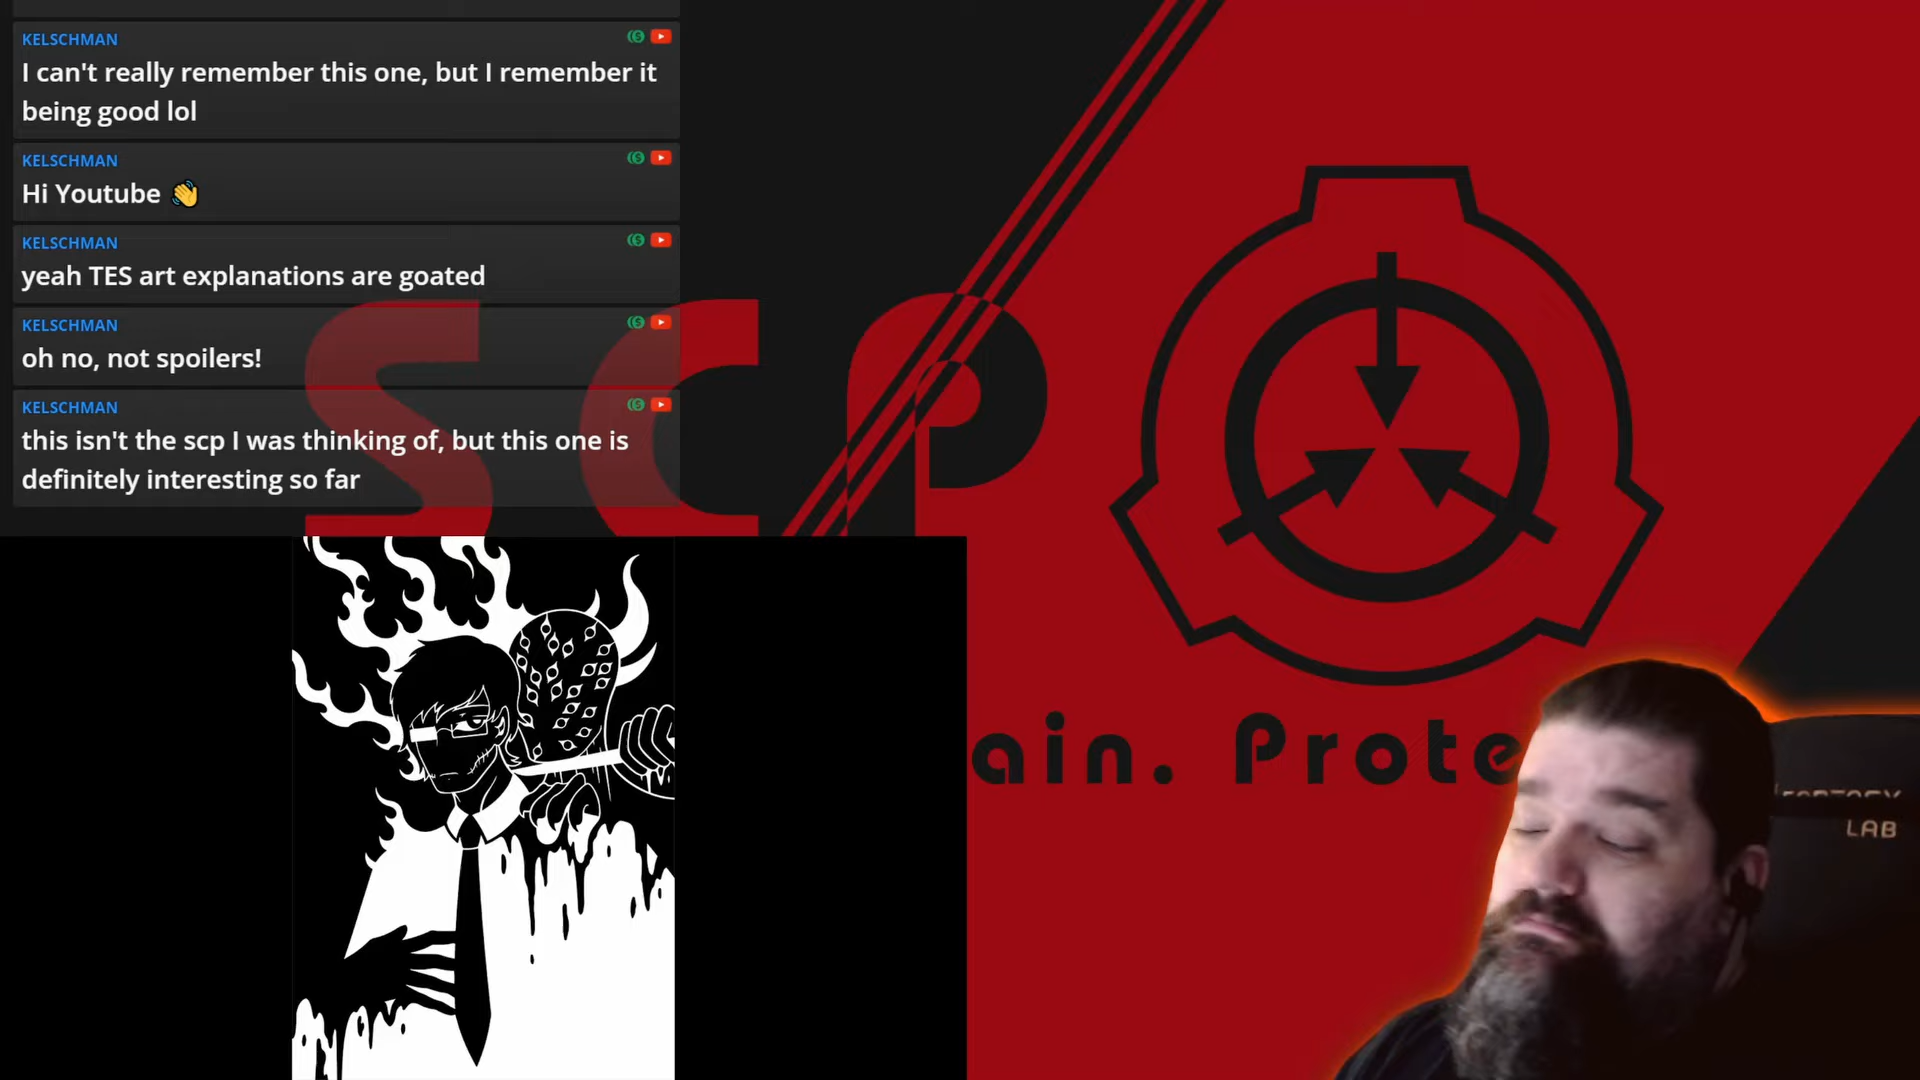 KELSCHMAN
I can't really remember this one, but I remember it
being good lol
KELSCHMAN
Hi Youtube 👋
KELSCHMAN
yeah TES art explanations are goated
KELSCHMAN
oh no, not spoilers!
KELSCHMAN
this isn't the scp I was thinking of, but this one is
definitely interesting so far
SCP
ain. Prote
LAB